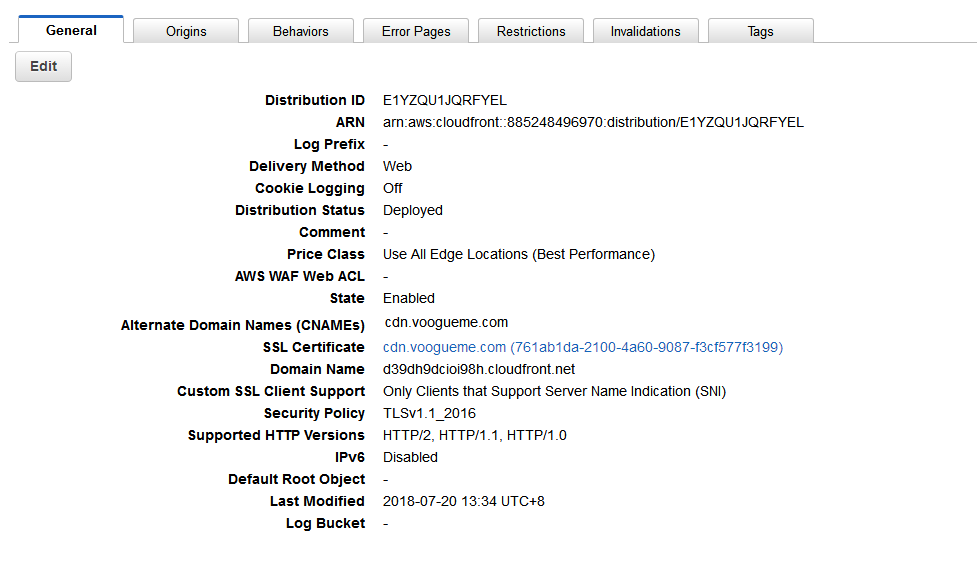 General Origins Behaviors Error Pages Restrictions Invalidations Tags
Edit
Distribution ID E1YZQU1JQRFYEL
ARN arn:aws:cloudfront::885248496970:distribution/E1YZQU1JQRFYEL
Log Prefix -
Delivery Method Web
Cookie Logging Off
Distribution Status Deployed
Comment -
Price Class Use All Edge Locations (Best Performance)
AWS WAF Web ACL -
State Enabled
Alternate Domain Names (CNAMEs) cdn.voogueme.com
SSL Certificate cdn.voogueme.com (761ab1da-2100-4a60-9087-f3cf577f3199)
Domain Name d39dh9dcioi98h.cloudfront.net
Custom SSL Client Support Only Clients that Support Server Name Indication (SNI)
Security Policy TLSv1.1_2016
Supported HTTP Versions HTTP/2, HTTP/1.1, HTTP/1.0
IPv6 Disabled
Default Root Object -
Last Modified 2018-07-20 13:34 UTC+8
Log Bucket -